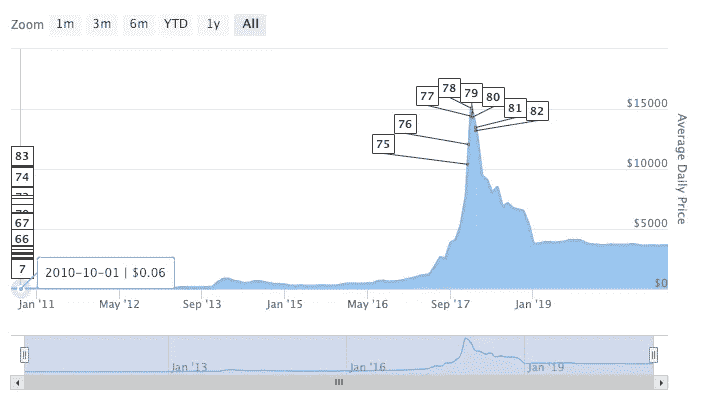 Zoom 1m 3m 6m YTD 1y All
78 79 80
77 81 82
$15000
76
75
83
74
$10000
67
66
$5000
7
2010-10-01 | $0.06
$0
Average Daily Price
Jan '11 May '12 Sep '13 Jan '15 May '16 Sep '17 Jan '19
Jan '13 Jan '16 Jan '19